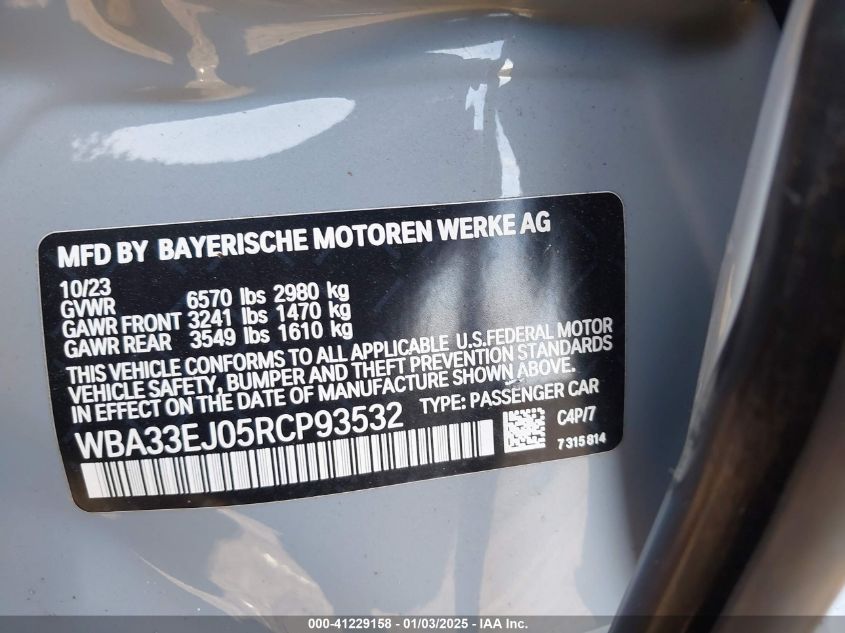 MFD BY BAYERISCHE MOTOREN WERKE AG
10/23
GVWR 6570 lbs 2980 kg
GAWR FRONT 3241 lbs 1470 kg
GAWR REAR 3549 lbs 1610 kg
THIS VEHICLE CONFORMS TO ALL APPLICABLE U.S.FEDERAL MOTOR
VEHICLE SAFETY, BUMPER AND THEFT PREVENTION STANDARDS
IN EFFECT ON THE DATE OF MANUFACTURE SHOWN ABOVE.
WBA33EJ05RCP93532 TYPE: PASSENGER CAR
C4P/7
7 315 814
000-41229158 - 01/03/2025 - IAA Inc.